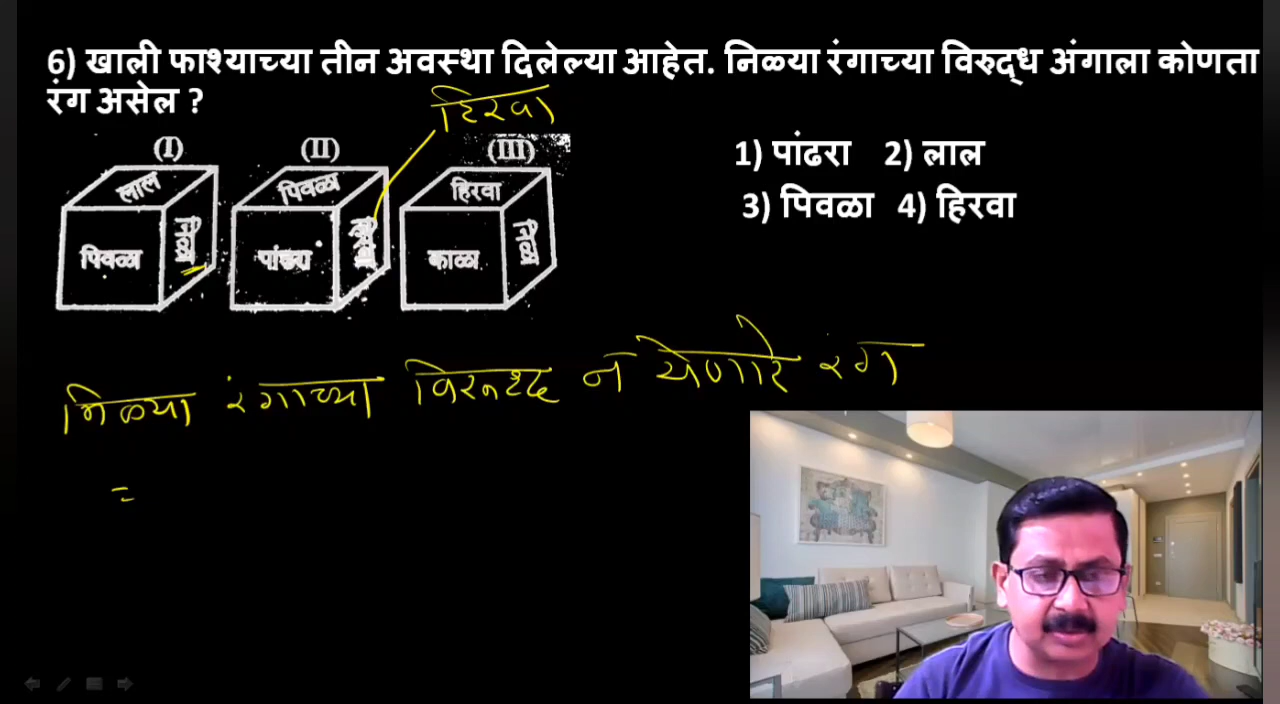 6) खाली फाश्याच्या तीन अवस्था दिलेल्या आहेत. निळ्या रंगाच्या विरुद्ध अंगाला कोणता
रंग असेल ?
हिरवा
(I) (II) (III)
1) पांढरा 2) लाल
3) पिवळा 4) हिरवा
लाल पिवळा हिरवा
पिवळा निळा पांढरा हिरवा काळा निळा
निळ्या रंगाच्या विरूध्द न येणारे रंग
=